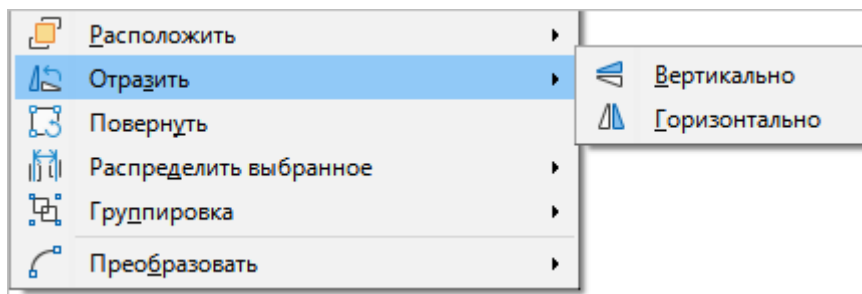 Расположить
Отразить
Вертикально
Горизонтально
Повернуть
Распределить выбранное
Группировка
Преобразовать